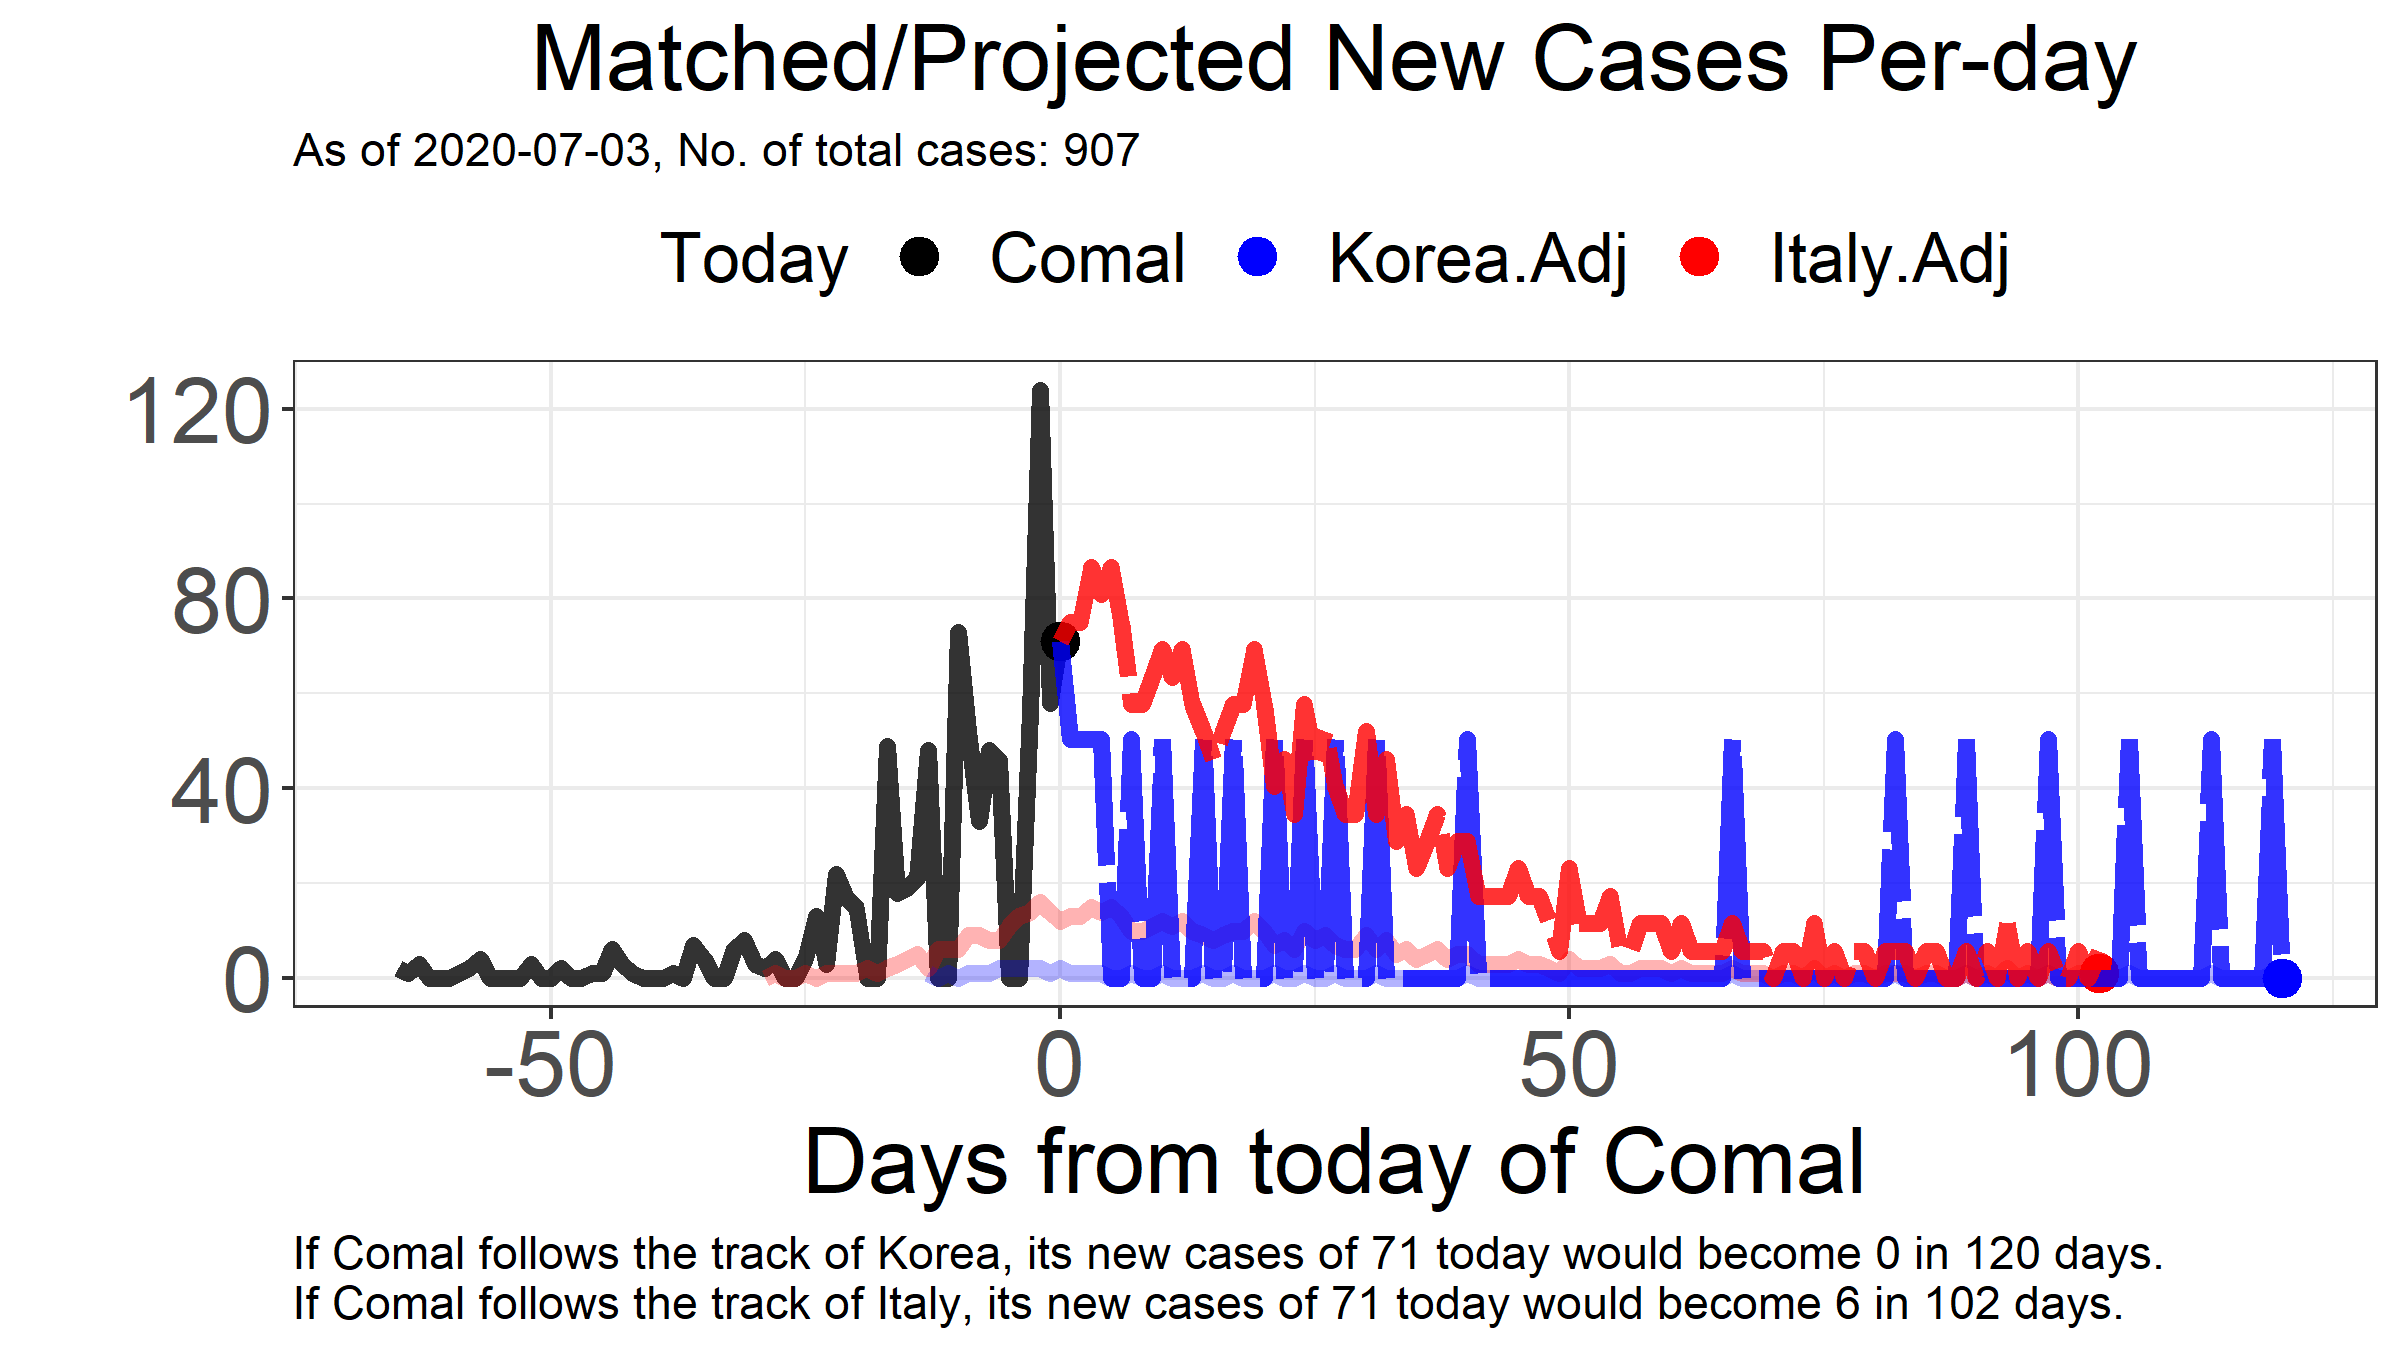 Matched/Projected New Cases Per-day
As of 2020-07-03, No. of total cases: 907
Today Comal Korea.Adj Italy.Adj
120
80
40
0
-50 0 50 100
Days from today of Comal
If Comal follows the track of Korea, its new cases of 71 today would become 0 in 120 days.
If Comal follows the track of Italy, its new cases of 71 today would become 6 in 102 days.